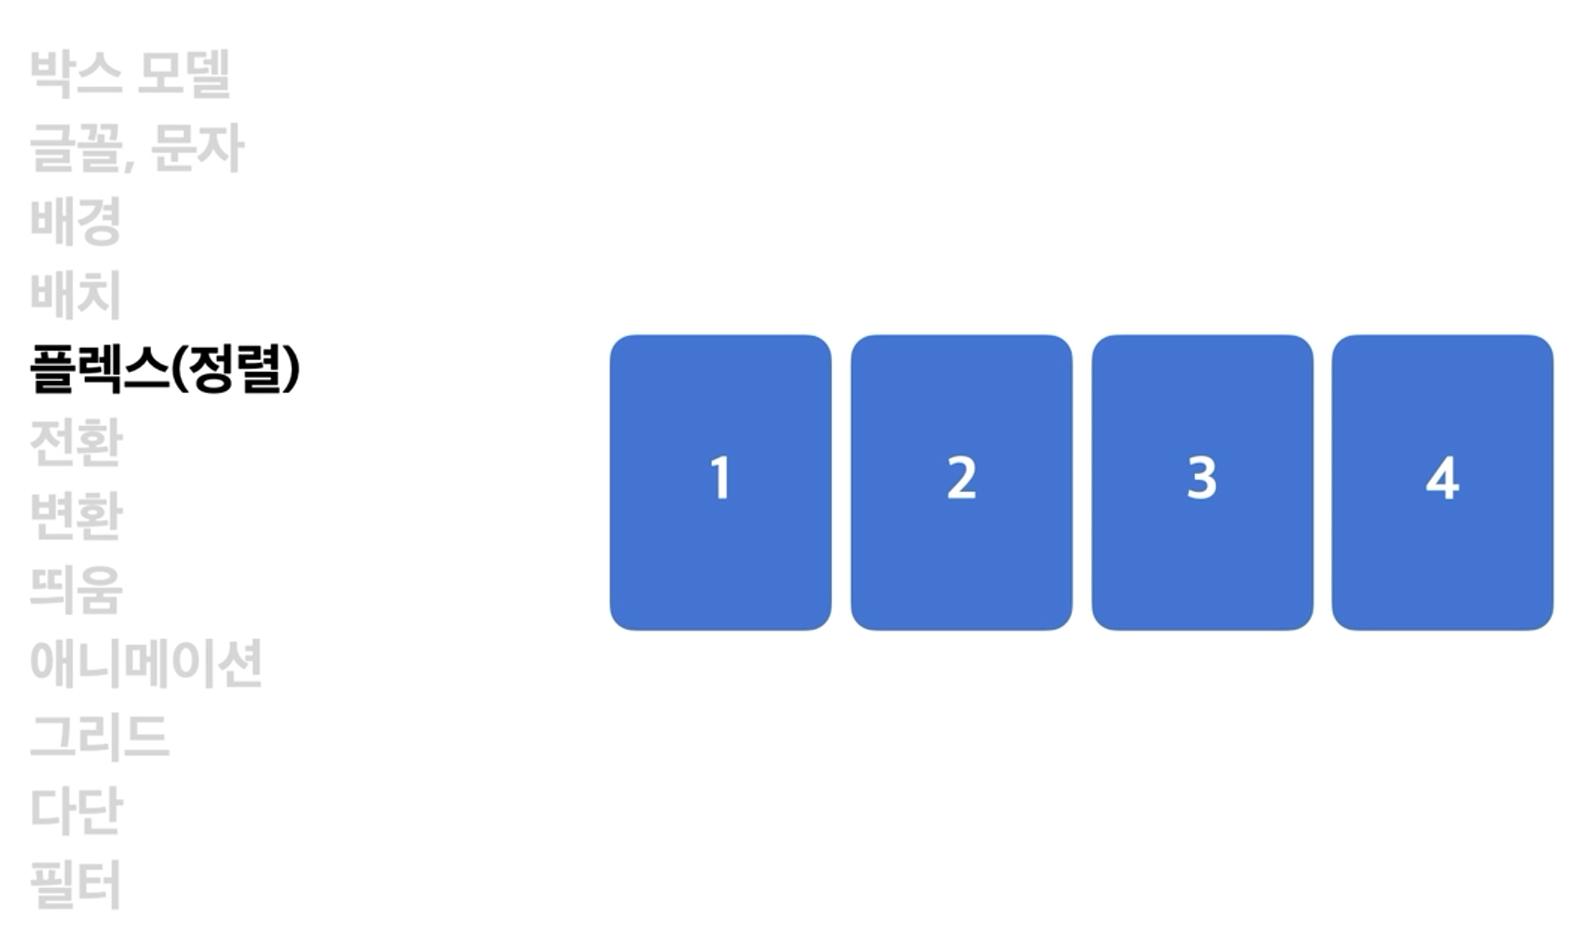 박스 모델
글꼴, 문자
배경
배치
플렉스(정렬)
전환
변환
띄움
애니메이션
그리드
다단
필터
1 2 3 4